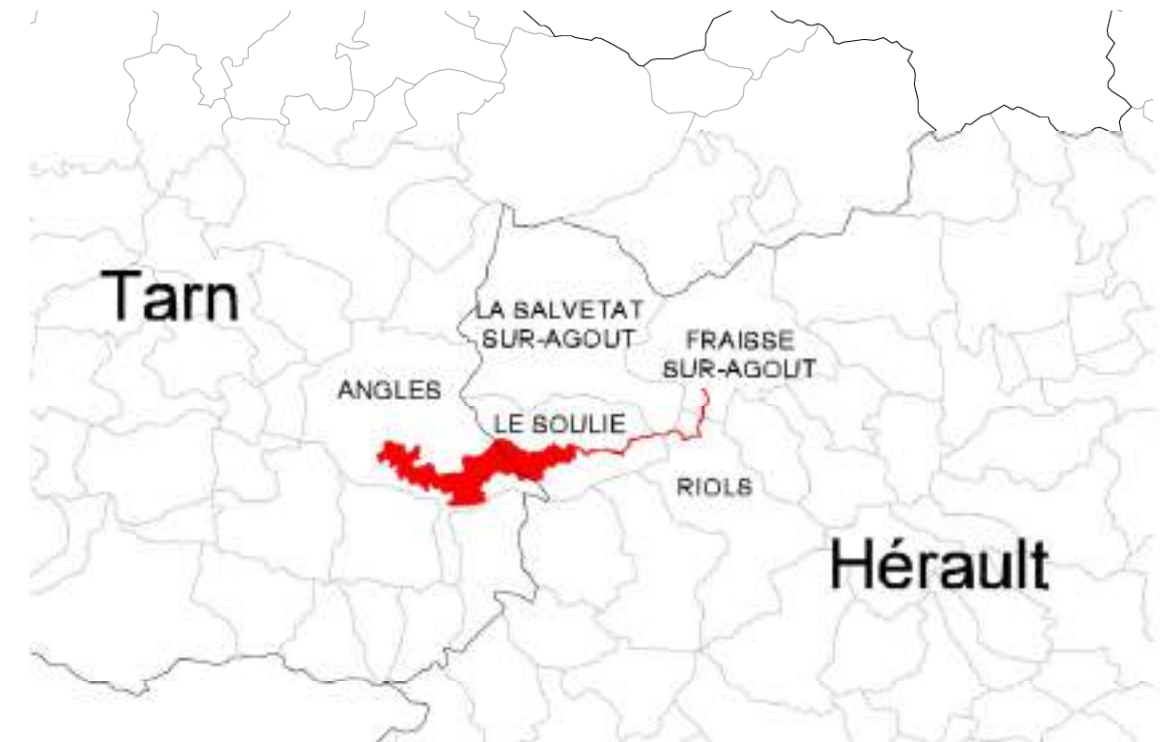 Tarn
LA SALVETAT
SUR-AGOUT
FRAISSE
SUR-AGOUT
ANGLES
LE SOULIE
RIOLS
Hérault